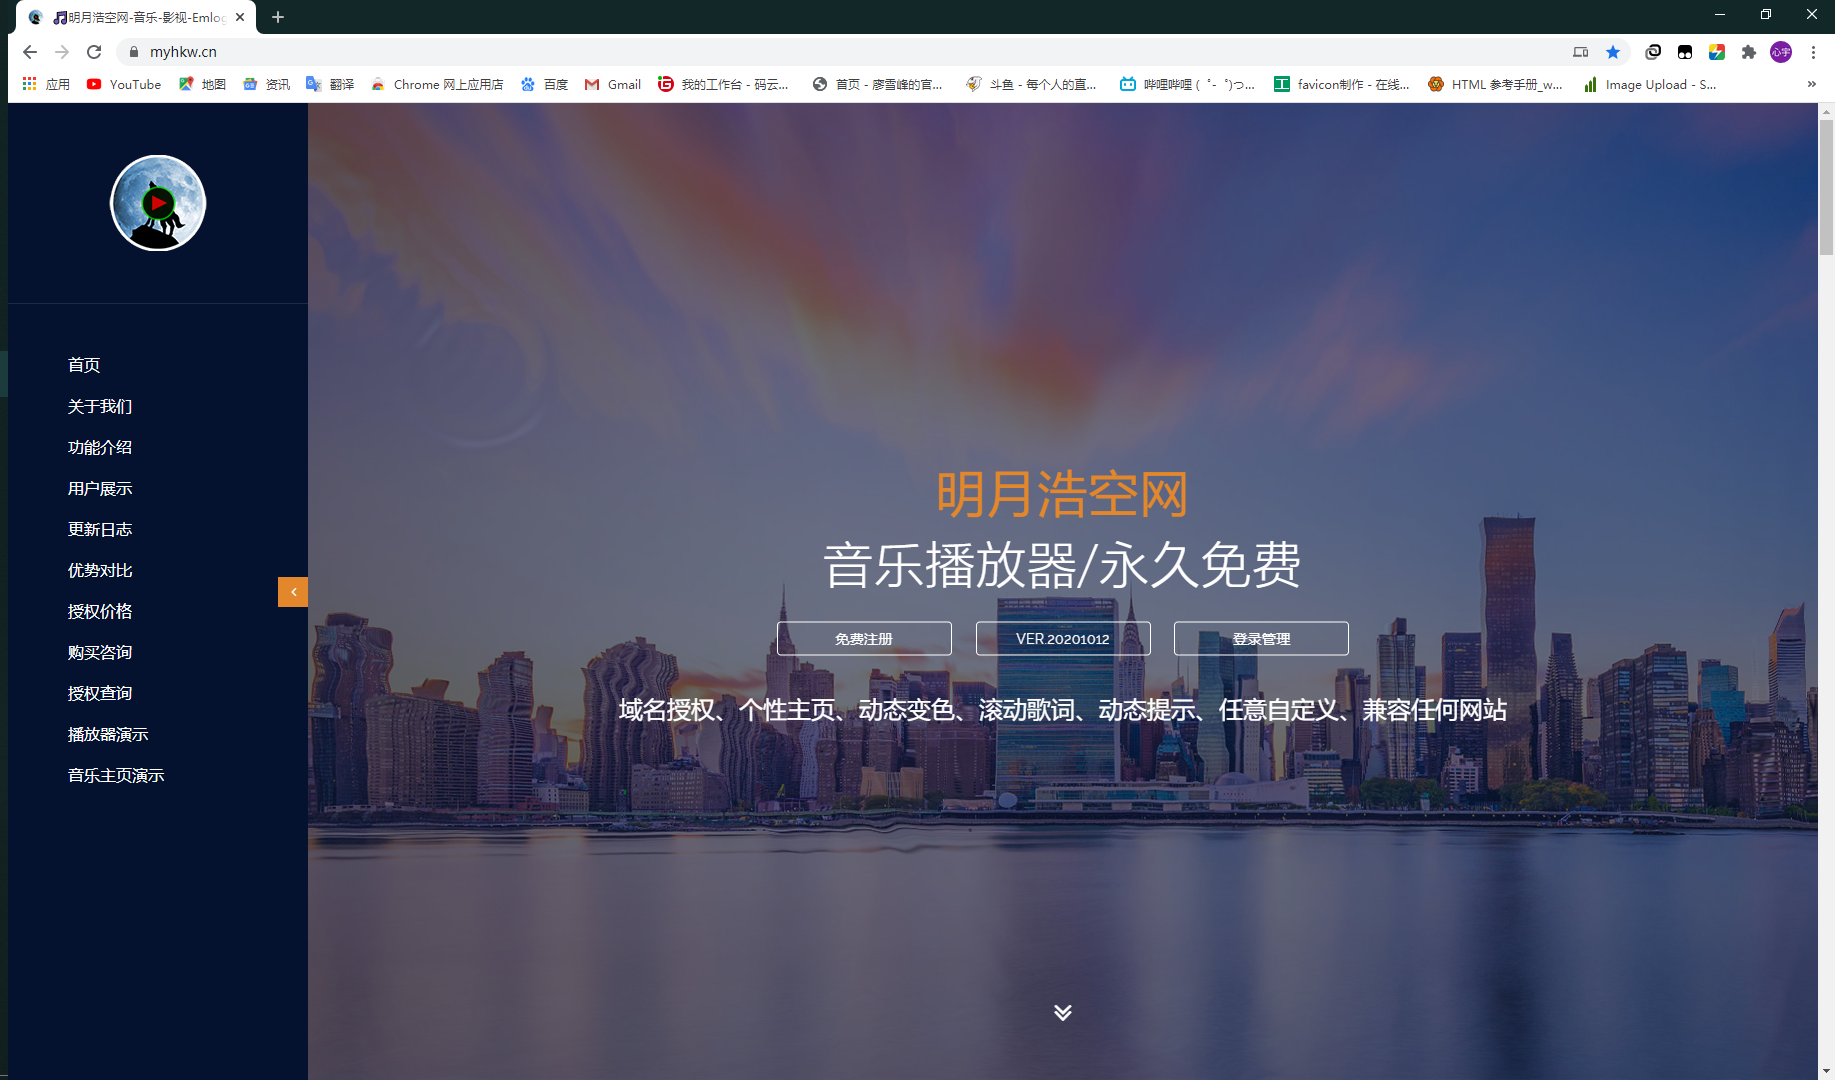 明月浩空网-音乐-影视-Emlog
myhkw.cn
心宇
应用 YouTube 地图 资讯 翻译 Chrome 网上应用店 百度 Gmail 我的工作台 - 码云... 首页 - 廖雪峰的官... 斗鱼 - 每个人的直... 哔哩哔哩 ( ゜- ゜)つ... favicon制作 - 在线... HTML 参考手册_w... Image Upload - S... »
首页
关于我们
功能介绍
用户展示
更新日志
优势对比
授权价格
购买咨询
授权查询
播放器演示
音乐主页演示
明月浩空网
音乐播放器/永久免费
免费注册 VER.20201012 登录管理
域名授权、个性主页、动态变色、滚动歌词、动态提示、任意自定义、兼容任何网站